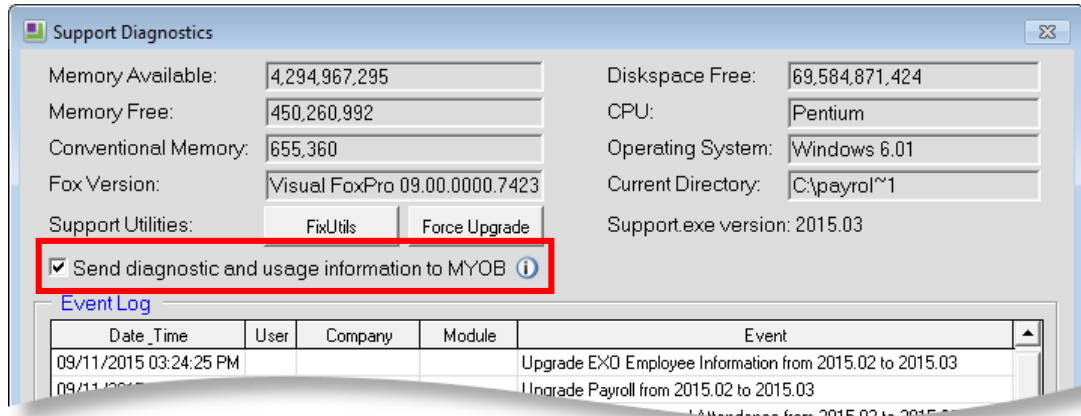 Support Diagnostics
Memory Available: 4,294,967,295 Diskspace Free: 69,584,871,424
Memory Free: 450,260,992 CPU: Pentium
Conventional Memory: 655,360 Operating System: Windows 6.01
Fox Version: Visual FoxPro 09.00.0000.7423 Current Directory: C:\payrol~1
Support Utilities: FixUtils Force Upgrade Support.exe version: 2015.03
Send diagnostic and usage information to MYOB
Event Log
Date_Time User Company Module Event
09/11/2015 03:24:25 PM Upgrade EXO Employee Information from 2015.02 to 2015.03
Upgrade Payroll from 2015.02 to 2015.03